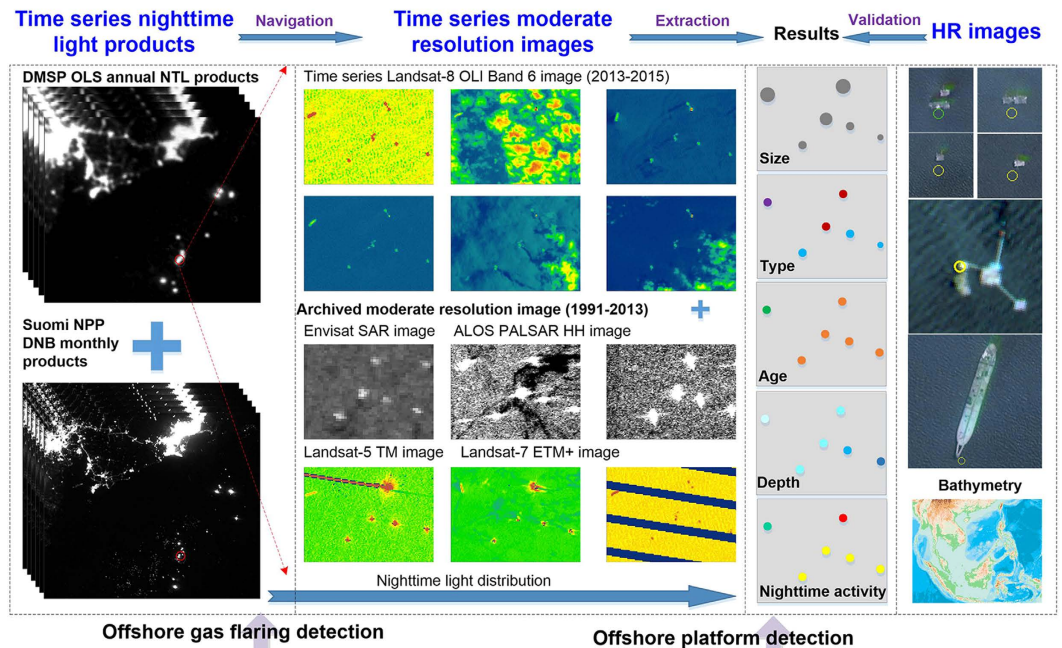 Time series nighttime
light products
Navigation
Time series moderate
resolution images
Extraction
Results
Validation
HR images
DMSP OLS annual NTL products
Suomi NPP
DNB monthly
products
Time series Landsat-8 OLI Band 6 image (2013-2015)
Archived moderate resolution image (1991-2013)
Envisat SAR image
ALOS PALSAR HH image
Landsat-5 TM image
Landsat-7 ETM+ image
Nighttime light distribution
Size
Type
Age
Depth
Nighttime activity
Bathymetry
Offshore gas flaring detection
Offshore platform detection